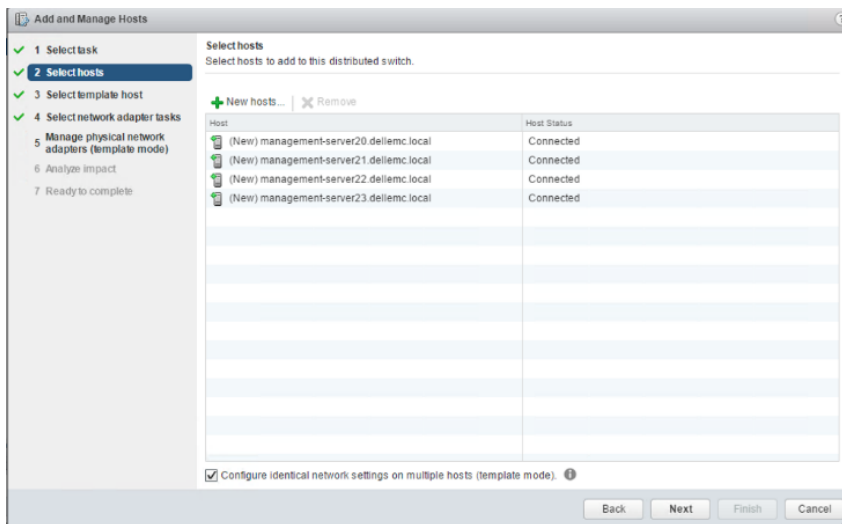 Add and Manage Hosts
1 Select task
2 Select hosts
3 Select template host
4 Select network adapter tasks
5 Manage physical network
adapters (template mode)
6 Analyze impact
7 Ready to complete
Select hosts
Select hosts to add to this distributed switch.
New hosts... Remove
Host Host Status
(New) management-server20.dellemc.local Connected
(New) management-server21.dellemc.local Connected
(New) management-server22.dellemc.local Connected
(New) management-server23.dellemc.local Connected
Configure identical network settings on multiple hosts (template mode).
Back Next Finish Cancel